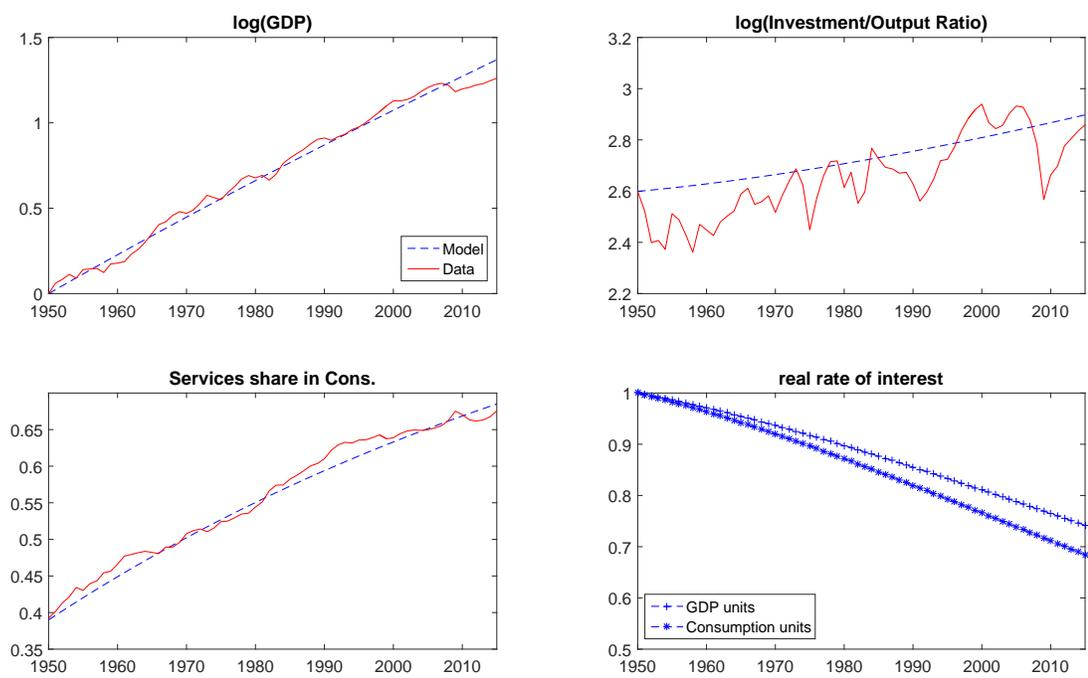 log(GDP)
1.5
1
0.5
0
1950 1960 1970 1980 1990 2000 2010
Model
Data
log(Investment/Output Ratio)
3.2
3
2.8
2.6
2.4
2.2
1950 1960 1970 1980 1990 2000 2010
Services share in Cons.
0.65
0.6
0.55
0.5
0.45
0.4
0.35
1950 1960 1970 1980 1990 2000 2010
real rate of interest
1
0.9
0.8
0.7
0.6
0.5
1950 1960 1970 1980 1990 2000 2010
GDP units
Consumption units